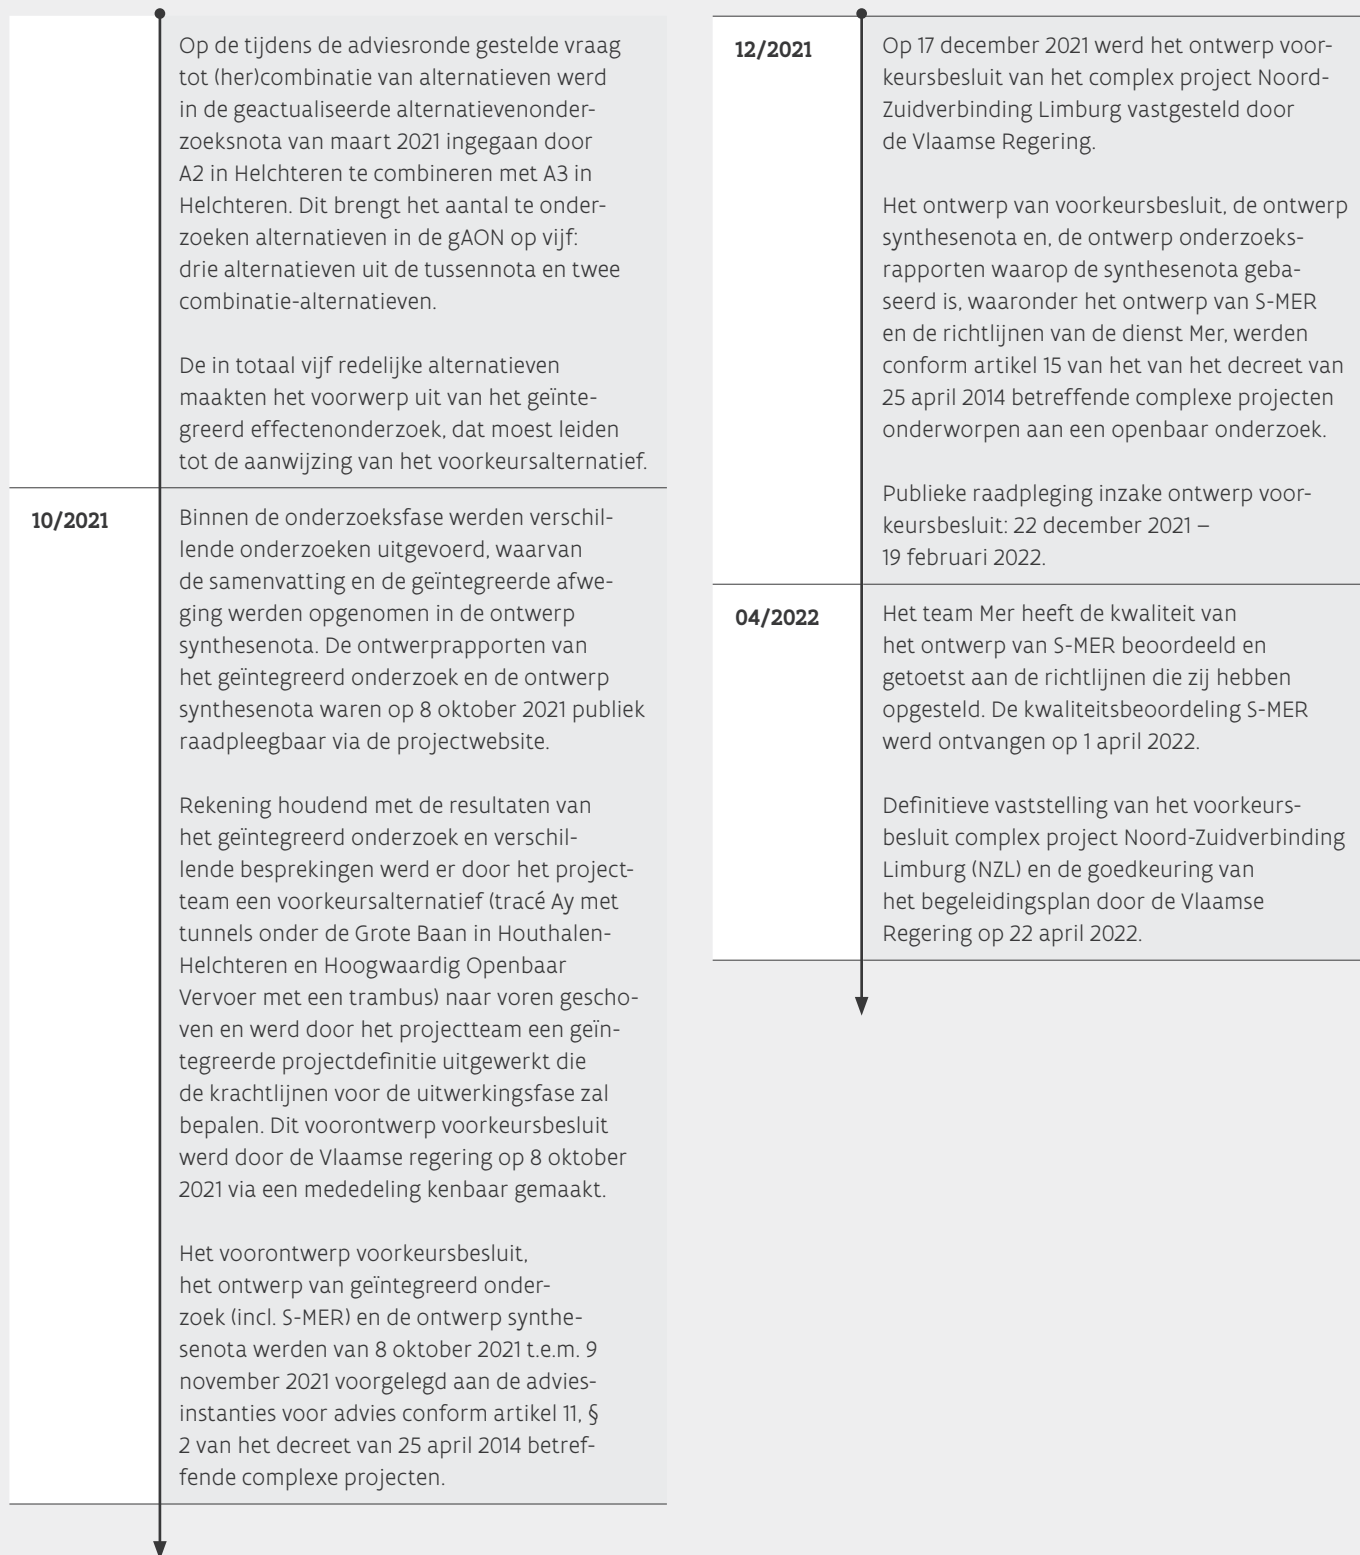 Op de tijdens de adviesronde gestelde vraag
tot (her)combinatie van alternatieven werd
in de geactualiseerde alternatievenonder-
zoeksnota van maart 2021 ingegaan door
A2 in Helchteren te combineren met A3 in
Helchteren. Dit brengt het aantal te onder-
zoeken alternatieven in de gAON op vijf:
drie alternatieven uit de tussennota en twee
combinatie-alternatieven.
De in totaal vijf redelijke alternatieven
maakten het voorwerp uit van het geïnte-
greerd effectenonderzoek, dat moest leiden
tot de aanwijzing van het voorkeursalternatief.
10/2021
Binnen de onderzoeksfase werden verschil-
lende onderzoeken uitgevoerd, waarvan
de samenvatting en de geïntegreerde afwe-
ging werden opgenomen in de ontwerp
synthesenota. De ontwerprapporten van
het geïntegreerd onderzoek en de ontwerp
synthesenota waren op 8 oktober 2021 publiek
raadpleegbaar via de projectwebsite.
Rekening houdend met de resultaten van
het geïntegreerd onderzoek en verschil-
lende besprekingen werd er door het project-
team een voorkeursalternatief (tracé Ay met
tunnels onder de Grote Baan in Houthalen-
Helchteren en Hoogwaardig Openbaar
Vervoer met een trambus) naar voren gescho-
ven en werd door het projectteam een geïn-
tegreerde projectdefinitie uitgewerkt die
de krachtlijnen voor de uitwerkingsfase zal
bepalen. Dit voorontwerp voorkeursbesluit
werd door de Vlaamse regering op 8 oktober
2021 via een mededeling kenbaar gemaakt.
Het voorontwerp voorkeursbesluit,
het ontwerp van geïntegreerd onder-
zoek (incl. S-MER) en de ontwerp synthe-
senota werden van 8 oktober 2021 t.e.m. 9
november 2021 voorgelegd aan de advies-
instanties voor advies conform artikel 11, §
2 van het decreet van 25 april 2014 betref-
fende complexe projecten.
12/2021
Op 17 december 2021 werd het ontwerp voor-
keursbesluit van het complex project Noord-
Zuidverbinding Limburg vastgesteld door
de Vlaamse Regering.
Het ontwerp van voorkeursbesluit, de ontwerp
synthesenota en, de ontwerp onderzoeks-
rapporten waarop de synthesenota geba-
seerd is, waaronder het ontwerp van S-MER
en de richtlijnen van de dienst Mer, werden
conform artikel 15 van het van het decreet van
25 april 2014 betreffende complexe projecten
onderworpen aan een openbaar onderzoek.
Publieke raadpleging inzake ontwerp voor-
keursbesluit: 22 december 2021 –
19 februari 2022.
04/2022
Het team Mer heeft de kwaliteit van
het ontwerp van S-MER beoordeeld en
getoetst aan de richtlijnen die zij hebben
opgesteld. De kwaliteitsbeoordeling S-MER
werd ontvangen op 1 april 2022.
Definitieve vaststelling van het voorkeurs-
besluit complex project Noord-Zuidverbinding
Limburg (NZL) en de goedkeuring van
het begeleidingsplan door de Vlaamse
Regering op 22 april 2022.